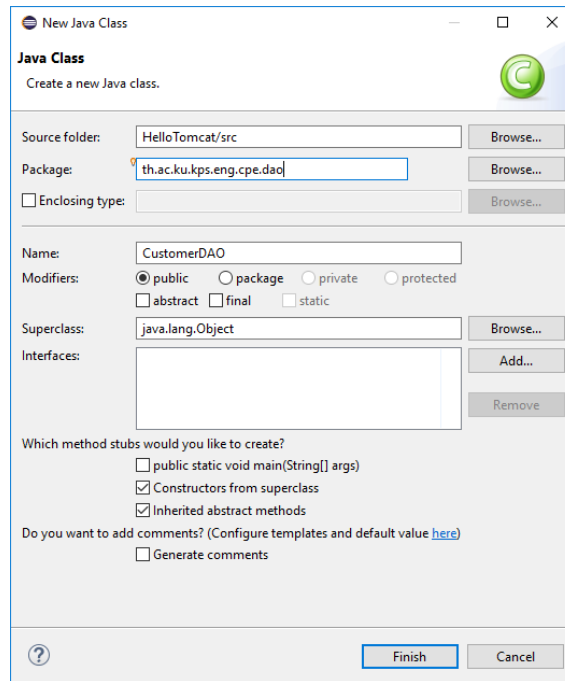 New Java Class
Java Class
Create a new Java class.
C
Source folder: HelloTomcat/src Browse...
Package: th.ac.ku.kps.eng.cpe.dao Browse...
Enclosing type: Browse...
Name: CustomerDAO
Modifiers: public package private protected
abstract final static
Superclass: java.lang.Object Browse...
Interfaces: Add...
Remove
Which method stubs would you like to create?
public static void main(String[] args)
Constructors from superclass
Inherited abstract methods
Do you want to add comments? (Configure templates and default value here)
Generate comments
? Finish Cancel